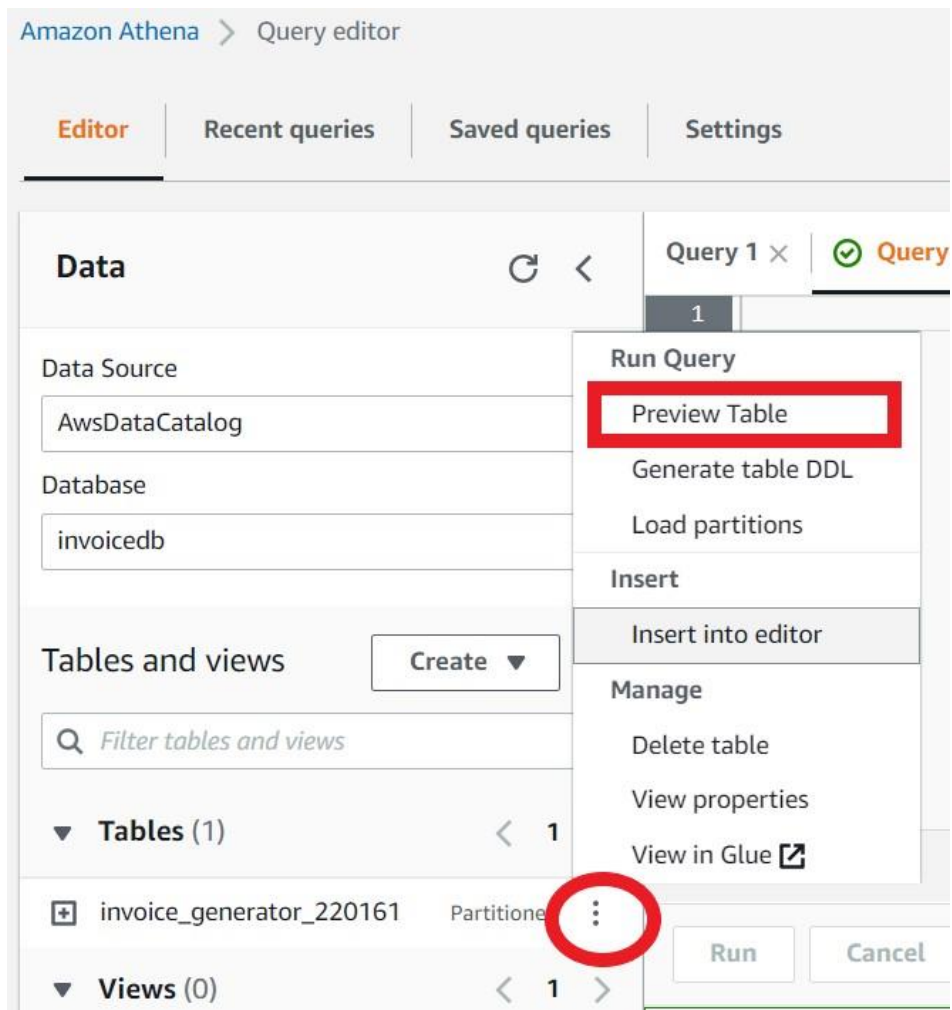 Amazon Athena > Query editor
Editor Recent queries Saved queries Settings
Data
Query 1 × Query
1
Data Source
AwsDataCatalog
Database
invoicedb
Run Query
Preview Table
Generate table DDL
Load partitions
Insert
Insert into editor
Manage
Delete table
View properties
View in Glue
Tables and views
Create
Filter tables and views
Tables (1) < 1
invoice_generator_220161 Partitione
Views (0) < 1 >
Run Cancel